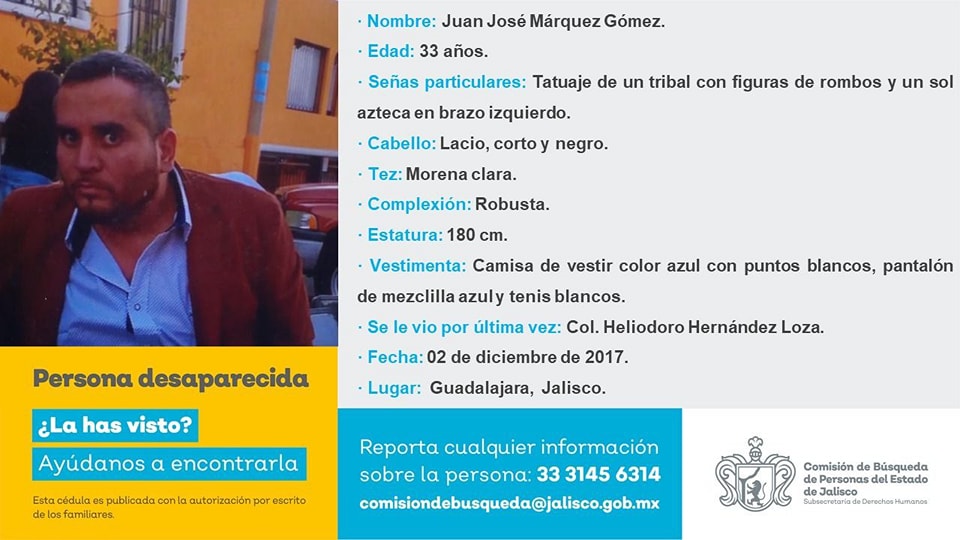 · Nombre: Juan José Márquez Gómez.
· Edad: 33 años.
· Señas particulares: Tatuaje de un tribal con figuras de rombos y un sol
azteca en brazo izquierdo.
· Cabello: Lacio, corto y negro.
· Tez: Morena clara.
· Complexión: Robusta.
· Estatura: 180 cm.
· Vestimenta: Camisa de vestir color azul con puntos blancos, pantalón
de mezclilla azul y tenis blancos.
· Se le vio por última vez: Col. Heliodoro Hernández Loza.
· Fecha: 02 de diciembre de 2017.
· Lugar: Guadalajara, Jalisco.
Persona desaparecida
¿La has visto?
Ayúdanos a encontrarla
Esta cédula es publicada con la autorización por escrito
de los familiares.
Reporta cualquier información
sobre la persona: 33 3145 6314
comisiondebusqueda@jalisco.gob.mx
Comisión de Búsqueda
de Personas del Estado
de Jalisco
Subsecretaría de Derechos Humanos